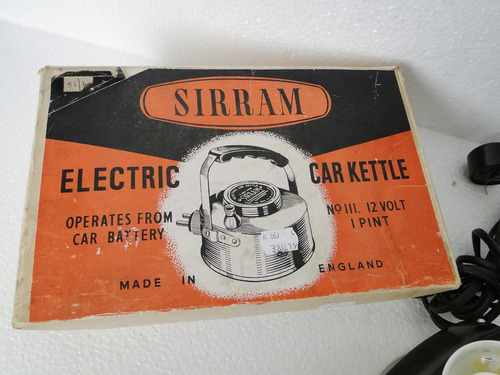 SIRRAM
ELECTRIC CAR KETTLE
OPERATES FROM
CAR BATTERY
Nº 111. 12 VOLT
1 PINT
MADE IN ENGLAND